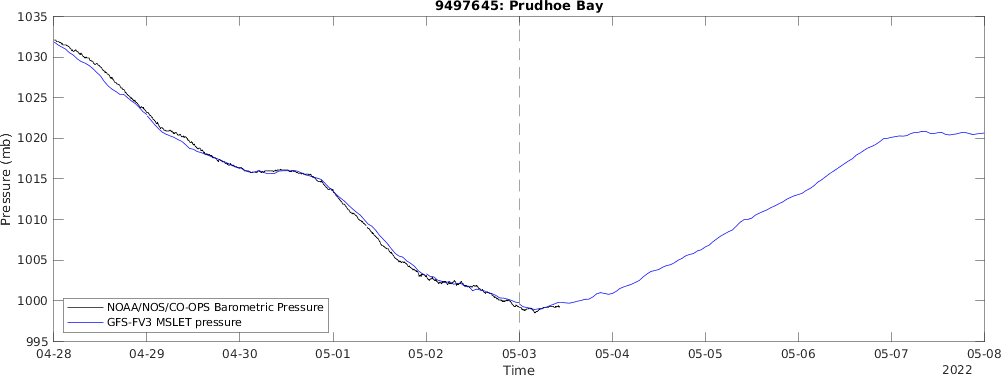 9497645: Prudhoe Bay
1035
1030
1025
1020
1015
1010
1005
1000
995
Pressure (mb)
NOAA/NOS/CO-OPS Barometric Pressure
GFS-FV3 MSLET pressure
04-28 04-29 04-30 05-01 05-02 05-03 05-04 05-05 05-06 05-07 05-08
Time
2022